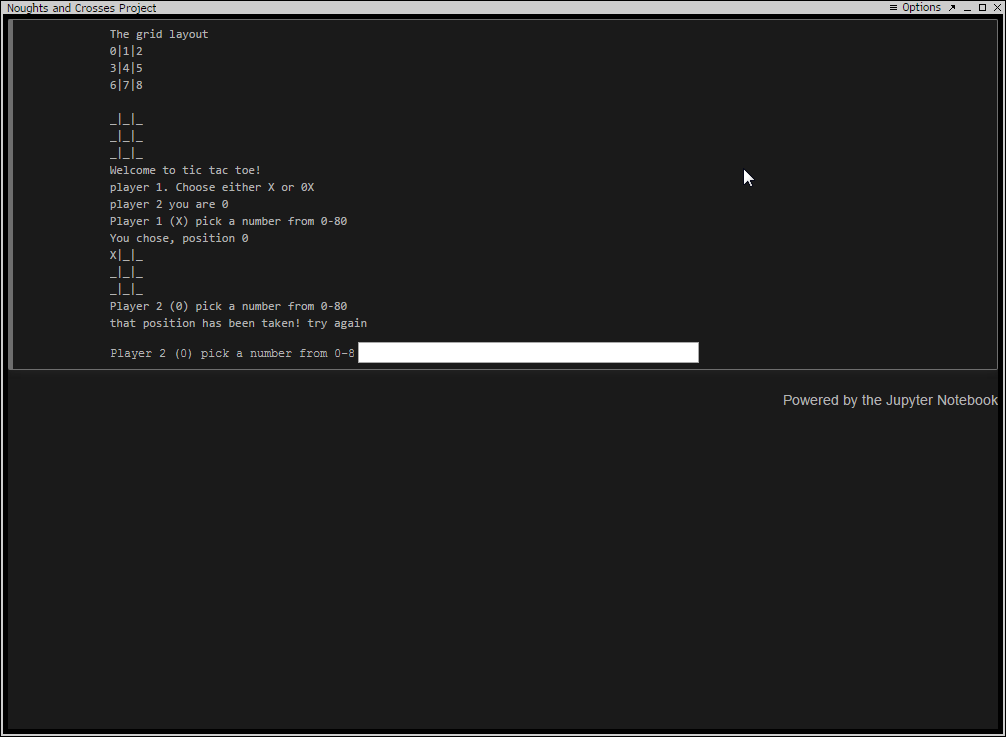 Noughts and Crosses Project
≡ Options
The grid layout
0|1|2
3|4|5
6|7|8
_|_|_
_|_|_
_|_|_
Welcome to tic tac toe!
player 1. Choose either X or 0X
player 2 you are 0
Player 1 (X) pick a number from 0-80
You chose, position 0
X|_|_
_|_|_
_|_|_
Player 2 (0) pick a number from 0-80
that position has been taken! try again
Player 2 (0) pick a number from 0-8
Powered by the Jupyter Notebook